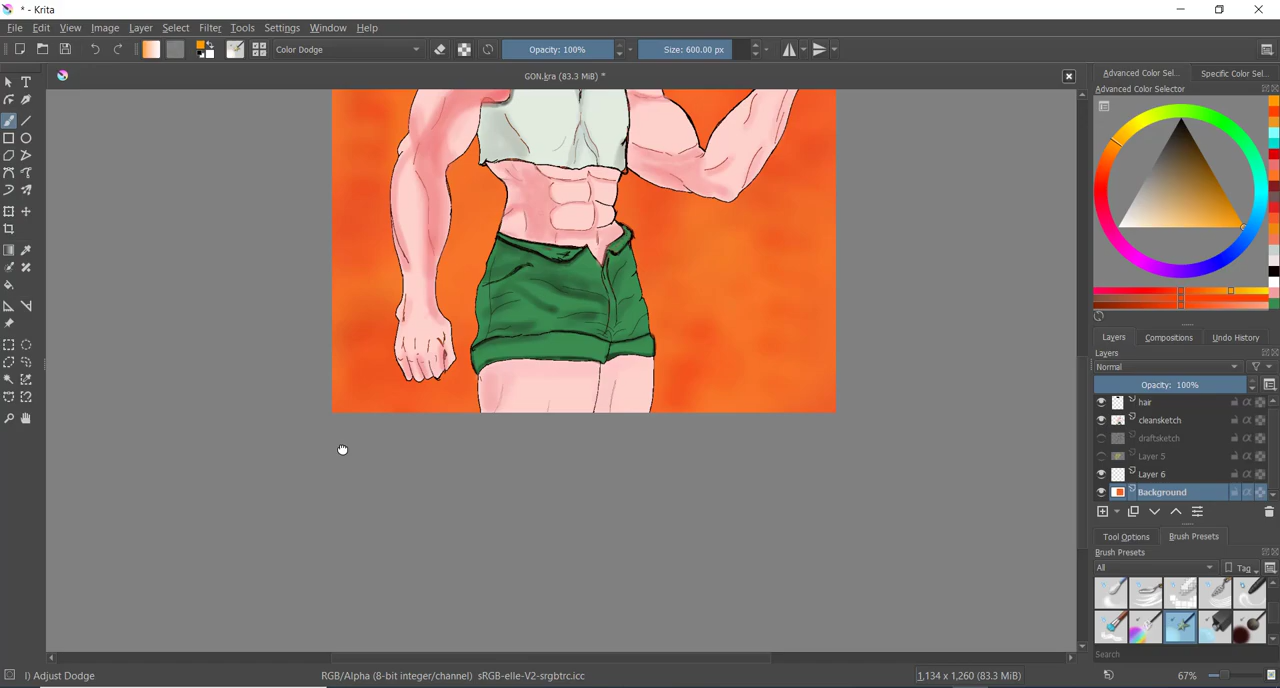 * - Krita
File Edit View Image Layer Select Filter Tools Settings Window Help
Color Dodge Opacity: 100% Size: 600.00 px
GON.kra (83.3 MiB) *
Advanced Color Sel... Specific Color Sel...
Advanced Color Selector
Layers Compositions Undo History
Layers
Normal
Opacity: 100%
hair
cleansketch
draftsketch
Layer 5
Layer 6
Background
Tool Options Brush Presets
Brush Presets
All Tag
Search
I) Adjust Dodge RGB/Alpha (8-bit integer/channel) sRGB-elle-V2-srgbtrc.icc 1,134 x 1,260 (83.3 MiB) 67%